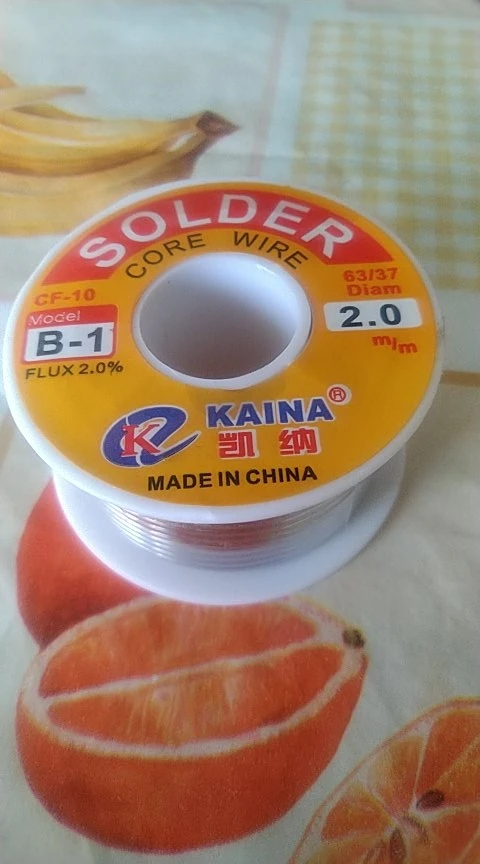 SOLDER
CORE WIRE
CF-10
Model
B-1
FLUX 2.0%
63/37
Diam
2.0
m/m
K
KAINA®
凯纳
MADE IN CHINA